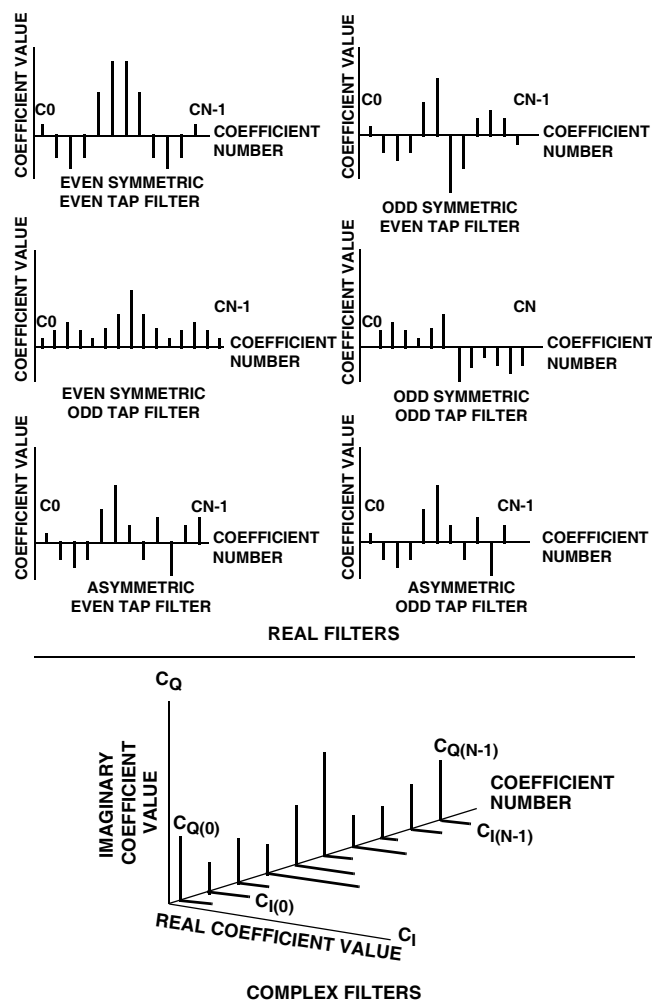 COEFFICIENT VALUE
C0
CN-1
COEFFICIENT
NUMBER
EVEN SYMMETRIC
EVEN TAP FILTER
COEFFICIENT VALUE
C0
CN-1
COEFFICIENT
NUMBER
ODD SYMMETRIC
EVEN TAP FILTER
COEFFICIENT VALUE
C0
CN-1
COEFFICIENT
NUMBER
EVEN SYMMETRIC
ODD TAP FILTER
COEFFICIENT VALUE
C0
CN
COEFFICIENT
NUMBER
ODD SYMMETRIC
ODD TAP FILTER
COEFFICIENT VALUE
C0
CN-1
COEFFICIENT
NUMBER
ASYMMETRIC
EVEN TAP FILTER
COEFFICIENT VALUE
C0
CN-1
COEFFICIENT
NUMBER
ASYMMETRIC
ODD TAP FILTER
REAL FILTERS
CQ
IMAGINARY
COEFFICIENT
VALUE
CQ(0)
CQ(N-1)
COEFFICIENT
NUMBER
CI(N-1)
CI(0)
REAL COEFFICIENT VALUE
CI
COMPLEX FILTERS